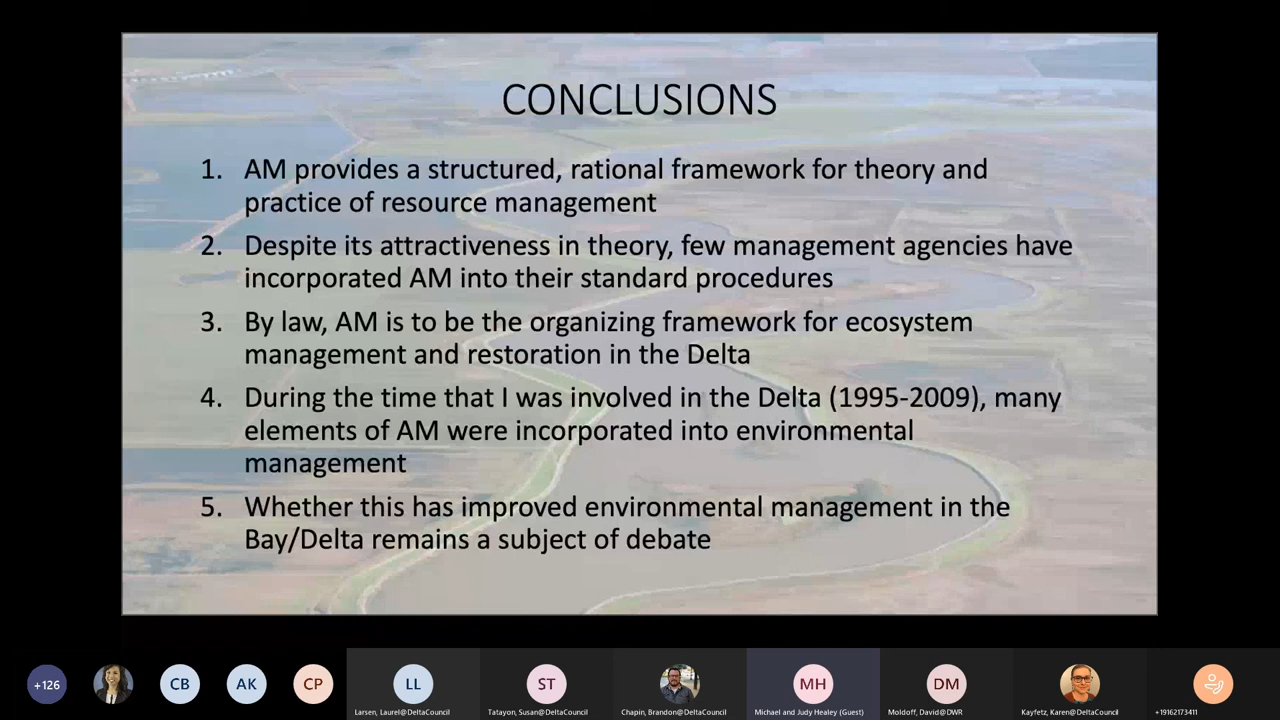 CONCLUSIONS
1. AM provides a structured, rational framework for theory and
practice of resource management
2. Despite its attractiveness in theory, few management agencies have
incorporated AM into their standard procedures
3. By law, AM is to be the organizing framework for ecosystem
management and restoration in the Delta
4. During the time that I was involved in the Delta (1995-2009), many
elements of AM were incorporated into environmental
management
5. Whether this has improved environmental management in the
Bay/Delta remains a subject of debate
+126 CB AK CP LL ST MH DM
Larsen, Laurel@DeltaCouncil Tatayon, Susan@DeltaCouncil Chapin, Brandon@DeltaCouncil Michael and Judy Healey (Guest) Moldoff, David@DWR Kayfetz, Karen@DeltaCouncil +19162173411